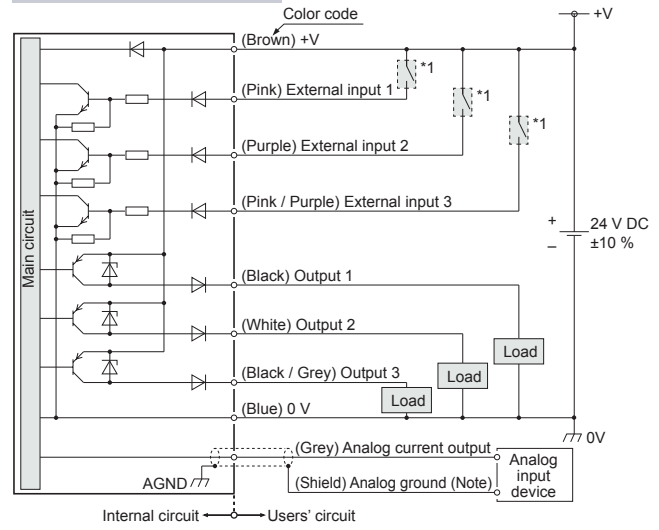 Color code
+V
(Brown) +V
*1
(Pink) External input 1
*1
*1
(Purple) External input 2
(Pink / Purple) External input 3
+
24 V DC
–
±10 %
Main circuit
(Black) Output 1
(White) Output 2
Load
Load
(Black / Grey) Output 3
Load
(Blue) 0 V
0V
(Grey) Analog current output
Analog
input
device
AGND
(Shield) Analog ground (Note)
Internal circuit
Users' circuit